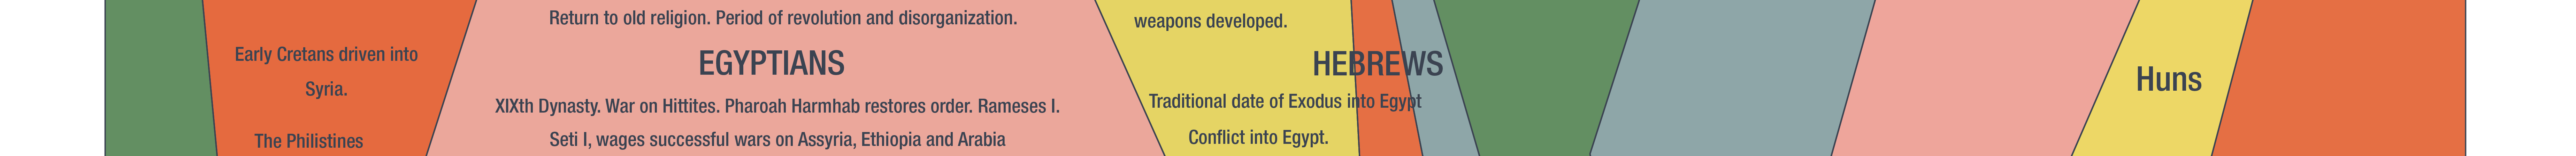 Early Cretans driven into
Syria.
The Philistines
Return to old religion. Period of revolution and disorganization.
EGYPTIANS
XIXth Dynasty. War on Hittites. Pharoah Harmhab restores order. Rameses I.
Seti I, wages successful wars on Assyria, Ethiopia and Arabia
weapons developed.
HEBREWS
Traditional date of Exodus into Egypt
Conflict into Egypt.
Huns